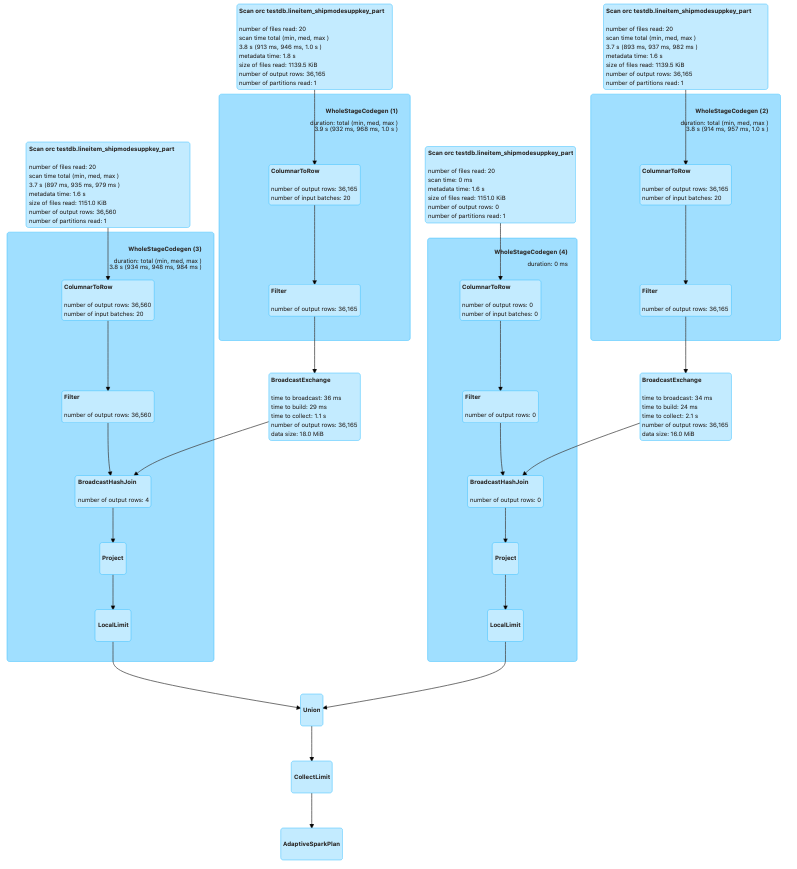 Scan orc testdb.lineitem_shipmodesuppkey_part
number of files read: 20
scan time total (min, med, max )
3.8 s (913 ms, 946 ms, 1.0 s )
metadata time: 1.8 s
size of files read: 1139.5 KiB
number of output rows: 36,165
number of partitions read: 1
Scan orc testdb.lineitem_shipmodesuppkey_part
number of files read: 20
scan time total (min, med, max )
3.7 s (893 ms, 937 ms, 982 ms )
metadata time: 1.6 s
size of files read: 1139.5 KiB
number of output rows: 36,165
number of partitions read: 1
WholeStageCodegen (1)
duration: total (min, med, max )
3.9 s (932 ms, 968 ms, 1.0 s )
ColumnarToRow
number of output rows: 36,165
number of input batches: 20
Filter
number of output rows: 36,165
WholeStageCodegen (2)
duration: total (min, med, max )
3.8 s (914 ms, 957 ms, 1.0 s )
ColumnarToRow
number of output rows: 36,165
number of input batches: 20
Filter
number of output rows: 36,165
Scan orc testdb.lineitem_shipmodesuppkey_part
number of files read: 20
scan time total (min, med, max )
3.7 s (897 ms, 935 ms, 979 ms )
metadata time: 1.6 s
size of files read: 1151.0 KiB
number of output rows: 36,560
number of partitions read: 1
Scan orc testdb.lineitem_shipmodesuppkey_part
number of files read: 20
scan time: 0 ms
metadata time: 1.6 s
size of files read: 1151.0 KiB
number of output rows: 0
number of partitions read: 1
WholeStageCodegen (3)
duration: total (min, med, max )
3.8 s (934 ms, 948 ms, 984 ms )
ColumnarToRow
number of output rows: 36,560
number of input batches: 20
Filter
number of output rows: 36,560
BroadcastExchange
time to broadcast: 36 ms
time to build: 29 ms
time to collect: 1.1 s
number of output rows: 36,165
data size: 18.0 MiB
BroadcastHashJoin
number of output rows: 4
Project
LocalLimit
WholeStageCodegen (4)
duration: 0 ms
ColumnarToRow
number of output rows: 0
number of input batches: 0
Filter
number of output rows: 0
BroadcastExchange
time to broadcast: 34 ms
time to build: 24 ms
time to collect: 2.1 s
number of output rows: 36,165
data size: 16.0 MiB
BroadcastHashJoin
number of output rows: 0
Project
LocalLimit
Union
CollectLimit
AdaptiveSparkPlan